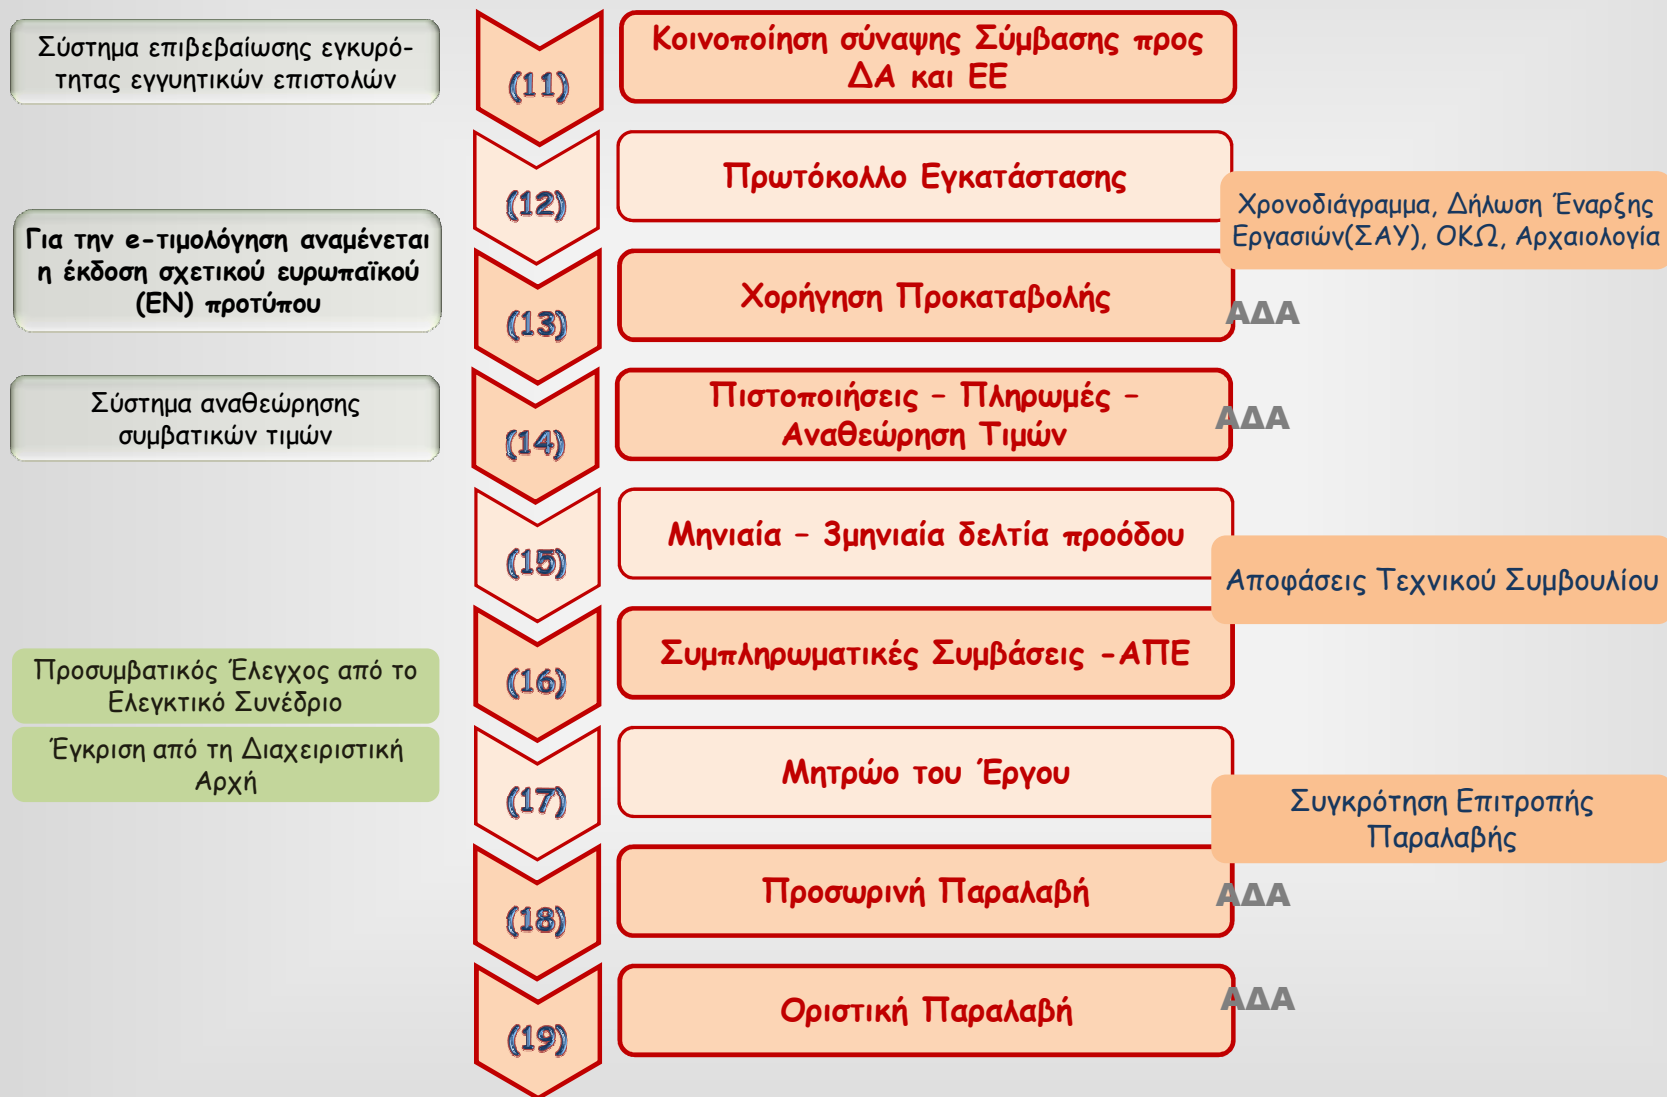 Σύστημα επιβεβαίωσης εγκυρό-
τητας εγγυητικών επιστολών
(11)
Κοινοποίηση σύναψης Σύμβασης προς
ΔΑ και ΕΕ
(12)
Πρωτόκολλο Εγκατάστασης
Χρονοδιάγραμμα, Δήλωση Έναρξης
Εργασιών(ΣΑΥ), ΟΚΩ, Αρχαιολογία
Για την e-τιμολόγηση αναμένεται
η έκδοση σχετικού ευρωπαϊκού
(ΕΝ) προτύπου
(13)
Χορήγηση Προκαταβολής
ΑΔΑ
Σύστημα αναθεώρησης
συμβατικών τιμών
(14)
Πιστοποιήσεις – Πληρωμές –
Αναθεώρηση Τιμών
ΑΔΑ
(15)
Μηνιαία – 3μηνιαία δελτία προόδου
Αποφάσεις Τεχνικού Συμβουλίου
(16)
Συμπληρωματικές Συμβάσεις -ΑΠΕ
Προσυμβατικός Έλεγχος από το
Ελεγκτικό Συνέδριο
Έγκριση από τη Διαχειριστική
Αρχή
(17)
Μητρώο του Έργου
Συγκρότηση Επιτροπής
Παραλαβής
(18)
Προσωρινή Παραλαβή
ΑΔΑ
(19)
Οριστική Παραλαβή
ΑΔΑ